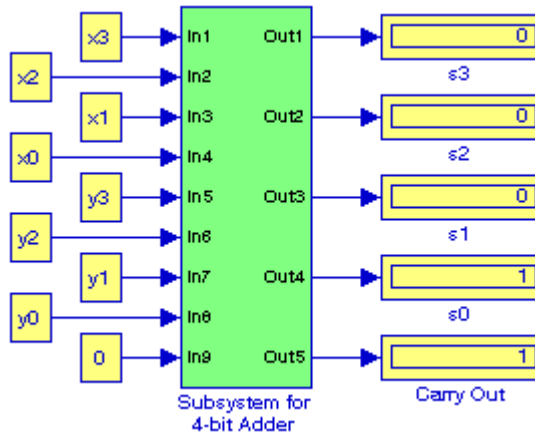 x3 In1 Out1 0
s3
x2 In2
x1 In3 Out2 0
s2
x0 In4
y3 In5 Out3 0
s1
y2 In6
y1 In7 Out4 1
s0
y0 In8
0 In9 Out5 1
Carry Out
Subsystem for
4-bit Adder